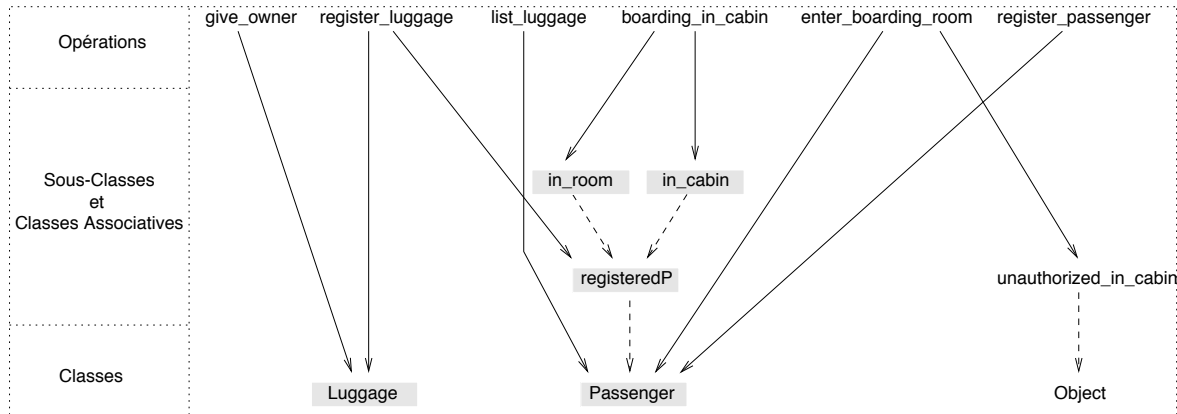 give_owner register_luggage list_luggage boarding_in_cabin enter_boarding_room register_passenger
Opérations
in_room in_cabin
Sous-Classes
et
Classes Associatives
registeredP unauthorized_in_cabin
Classes
Luggage Passenger Object